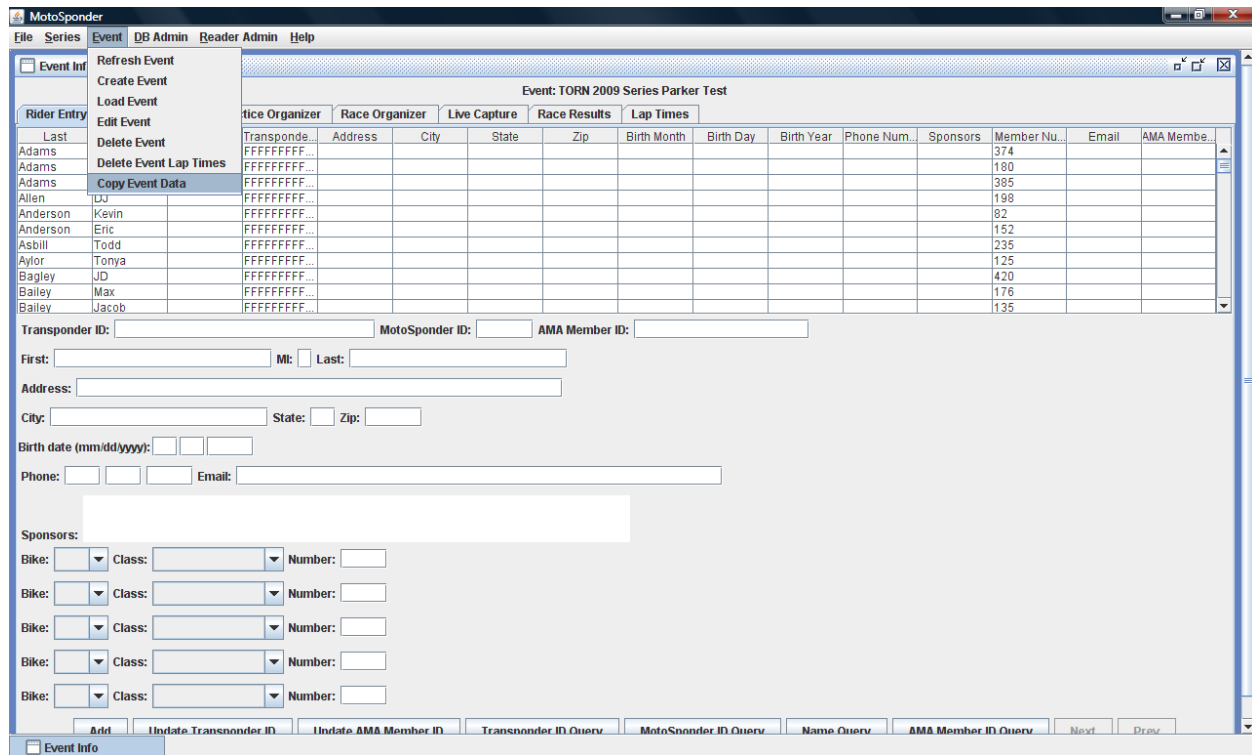 MotoSponder
File Series Event DB Admin Reader Admin Help
Refresh Event
Create Event
Load Event
Edit Event
Delete Event
Delete Event Lap Times
Copy Event Data
Event Inf
Event: TORN 2009 Series Parker Test
Rider Entry tice Organizer Race Organizer Live Capture Race Results Lap Times
Last Transponde... Address City State Zip Birth Month Birth Day Birth Year Phone Num... Sponsors Member Nu... Email AMA Membe...
Adams FFFFFFFFF... 374
Adams FFFFFFFFF... 180
Adams FFFFFFFFF... 385
Allen DJ FFFFFFFFF... 198
Anderson Kevin FFFFFFFFF... 82
Anderson Eric FFFFFFFFF... 152
Asbill Todd FFFFFFFFF... 235
Aylor Tonya FFFFFFFFF... 125
Bagley JD FFFFFFFFF... 420
Bailey Max FFFFFFFFF... 176
Bailey Jacob FFFFFFFFF... 135
Transponder ID: MotoSponder ID: AMA Member ID:
First: MI: Last:
Address:
City: State: Zip:
Birth date (mm/dd/yyyy):
Phone: Email:
Sponsors:
Bike: Class: Number:
Bike: Class: Number:
Bike: Class: Number:
Bike: Class: Number:
Bike: Class: Number:
Add Update Transponder ID Update AMA Member ID Transponder ID Query MotoSponder ID Query Name Query AMA Member ID Query Next Prev
Event Info